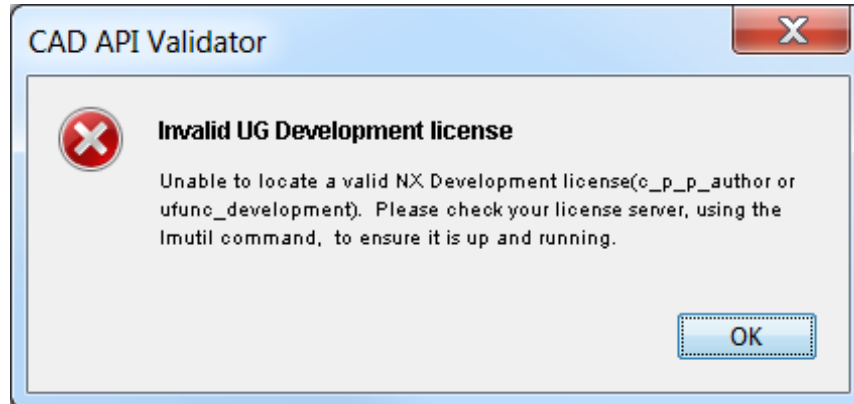 CAD API Validator
Invalid UG Development license
Unable to locate a valid NX Development license(c_p_p_author or
ufunc_development).  Please check your license server, using the
lmutil command,  to ensure it is up and running.
OK